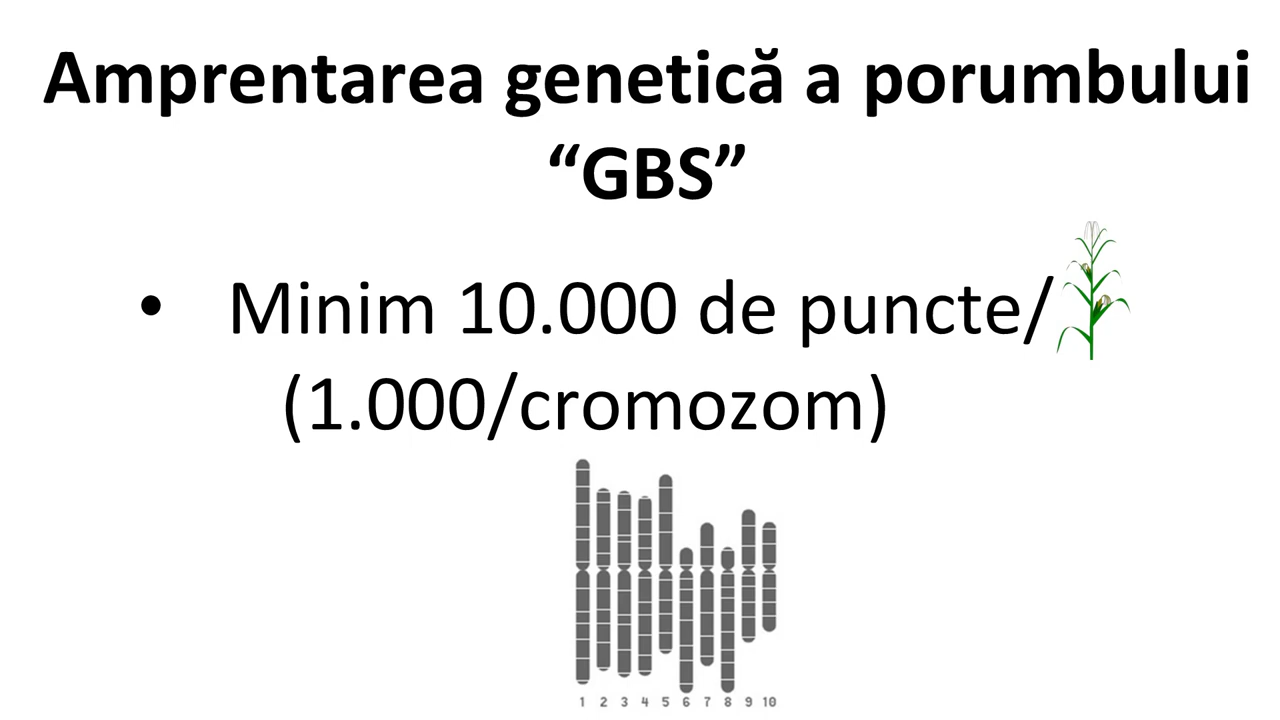 Amprentarea genetică a porumbului
“GBS”
• Minim 10.000 de puncte/
(1.000/cromozom)
1 2 3 4 5 6 7 8 9 10